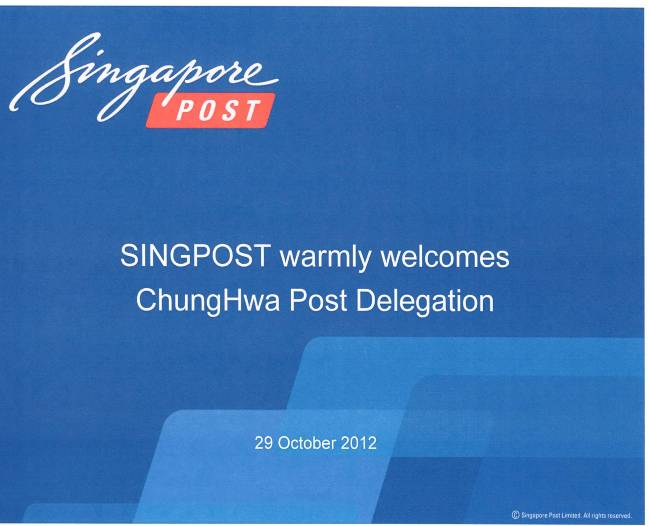 Singapore
POST
SINGPOST warmly welcomes
ChungHwa Post Delegation
29 October 2012
© Singapore Post Limited. All rights reserved.